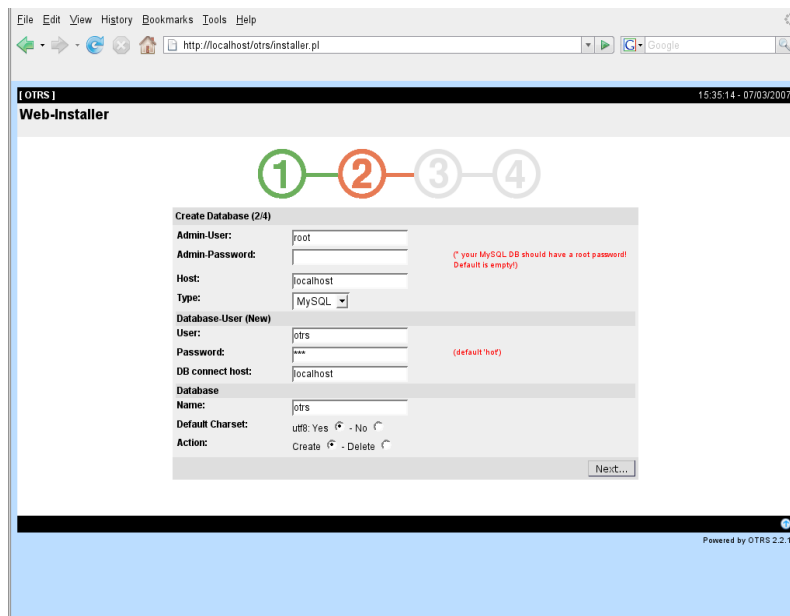 File Edit View History Bookmarks Tools Help
http://localhost/otrs/installer.pl
G Google
[ OTRS ] 15:35:14 - 07/03/2007
Web-Installer
1 2 3 4
Create Database (2/4)
Admin-User: root
Admin-Password: (* your MySQL DB should have a root password!
Default is empty!)
Host: localhost
Type: MySQL
Database-User (New)
User: otrs
Password: *** (default 'hot')
DB connect host: localhost
Database
Name: otrs
Default Charset: utf8: Yes - No
Action: Create - Delete
Next...
Powered by OTRS 2.2.1